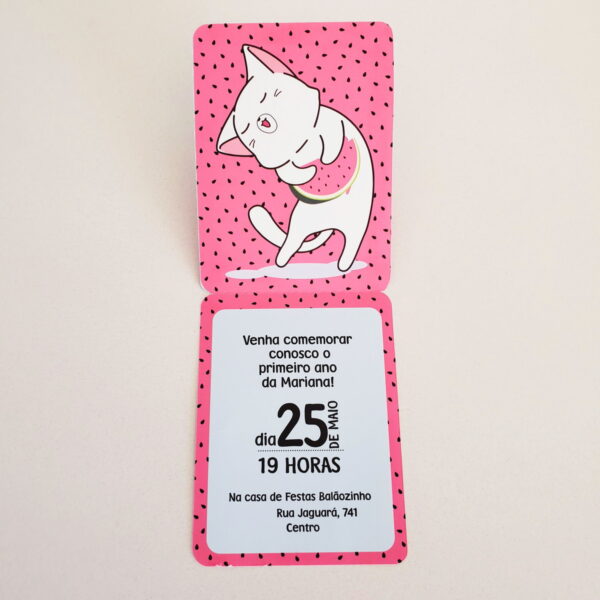 Venha comemorar
conosco o
primeiro ano
da Mariana!
dia 25 DE MAIO
19 HORAS
Na casa de Festas Balãozinho
Rua Jaguará, 741
Centro